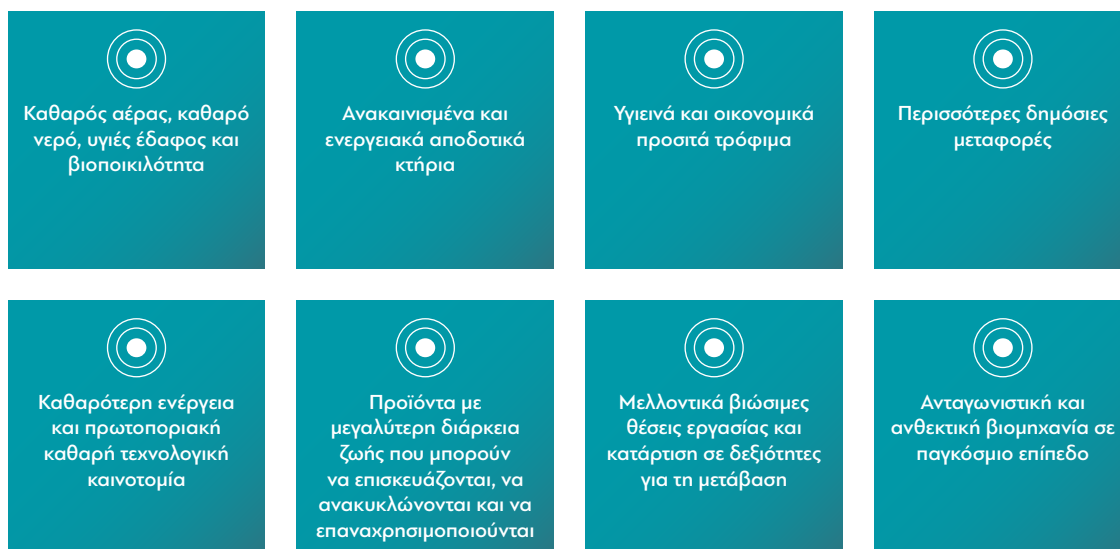 Καθαρός αέρας, καθαρό
νερό, υγιές έδαφος και
βιοποικιλότητα
Ανακαινισμένα και
ενεργειακά αποδοτικά
κτήρια
Υγιεινά και οικονομικά
προσιτά τρόφιμα
Περισσότερες δημόσιες
μεταφορές
Καθαρότερη ενέργεια
και πρωτοποριακή
καθαρή τεχνολογική
καινοτομία
Προϊόντα με
μεγαλύτερη διάρκεια
ζωής που μπορούν
να επισκευάζονται, να
ανακυκλώνονται και να
επαναχρησιμοποιούνται
Μελλοντικά βιώσιμες
θέσεις εργασίας και
κατάρτιση σε δεξιότητες
για τη μετάβαση
Ανταγωνιστική και
ανθεκτική βιομηχανία σε
παγκόσμιο επίπεδο